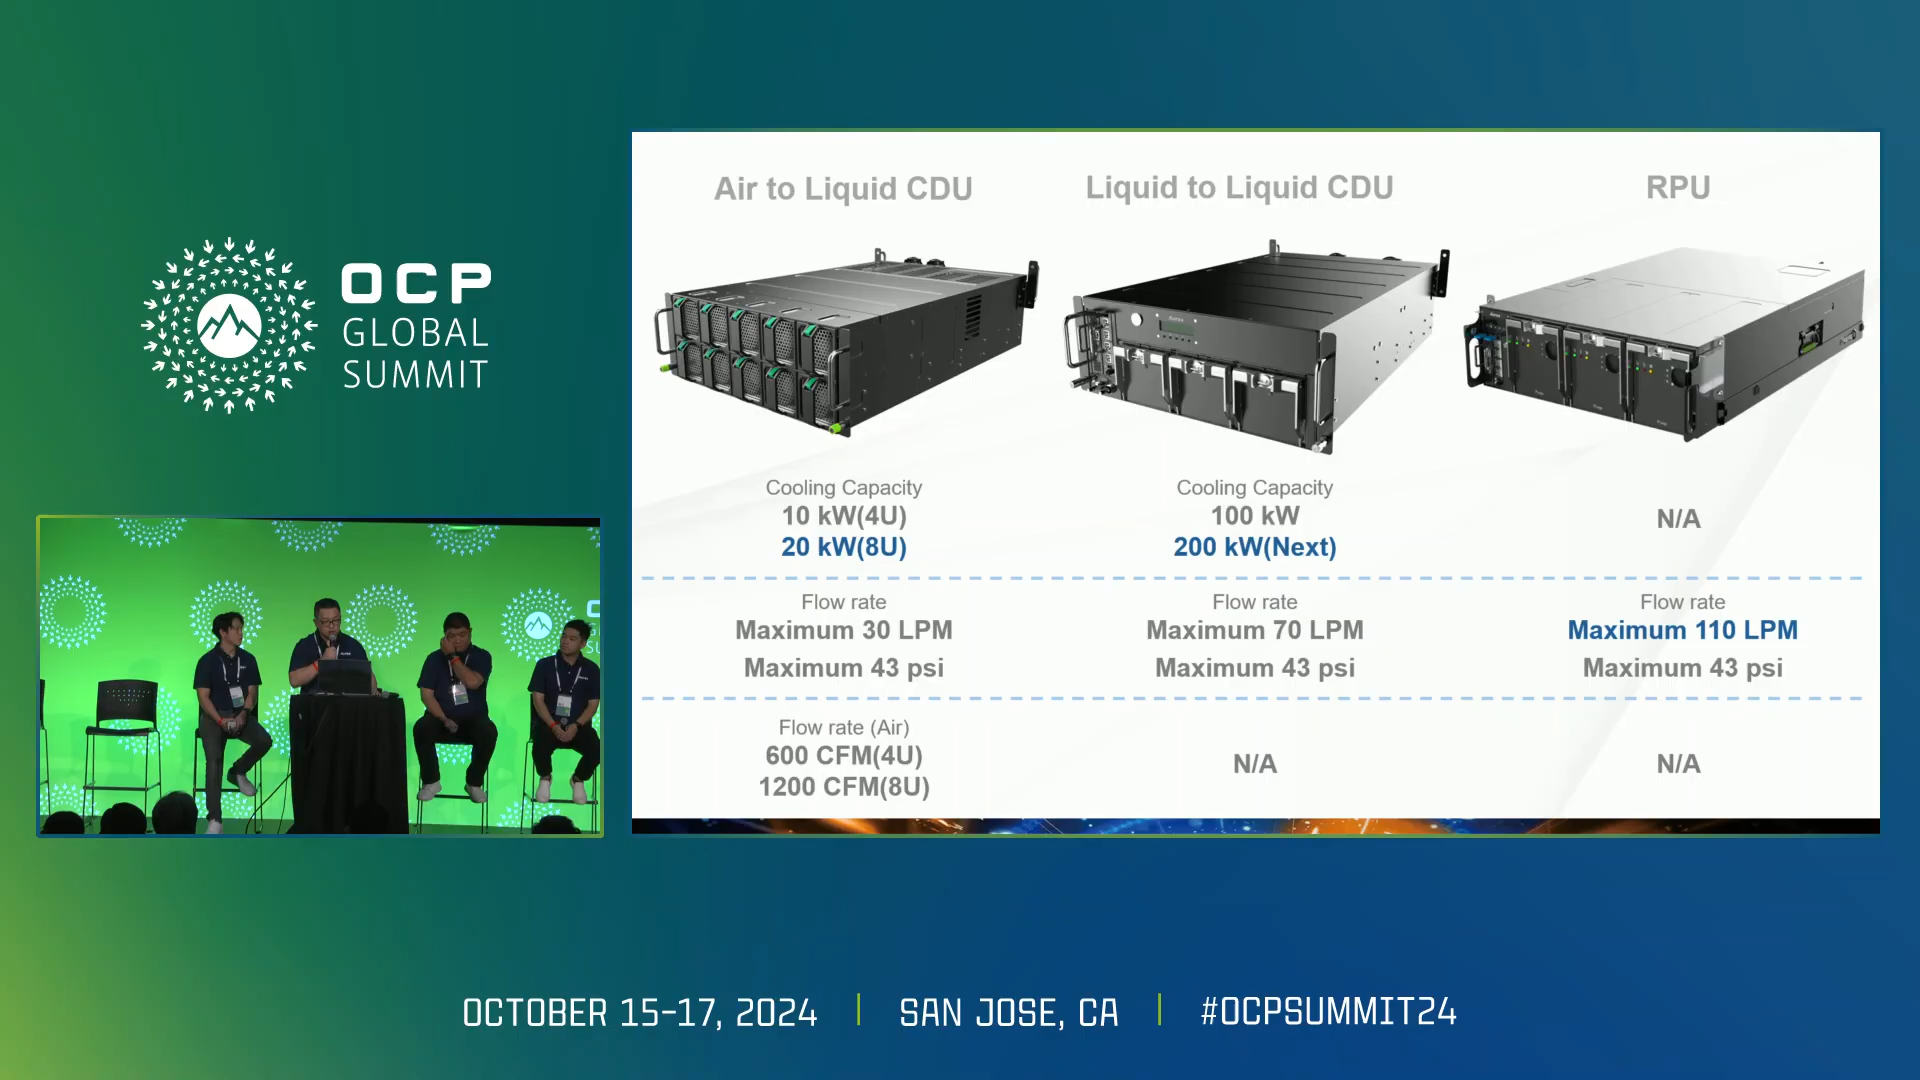 OCP
GLOBAL
SUMMIT
Air to Liquid CDU
Liquid to Liquid CDU
RPU
Cooling Capacity
10 kW(4U)
20 kW(8U)
Cooling Capacity
100 kW
200 kW(Next)
N/A
Flow rate
Maximum 30 LPM
Maximum 43 psi
Flow rate
Maximum 70 LPM
Maximum 43 psi
Flow rate
Maximum 110 LPM
Maximum 43 psi
Flow rate (Air)
600 CFM(4U)
1200 CFM(8U)
N/A
N/A
OCTOBER 15-17, 2024
SAN JOSE, CA
#OCPSUMMIT24